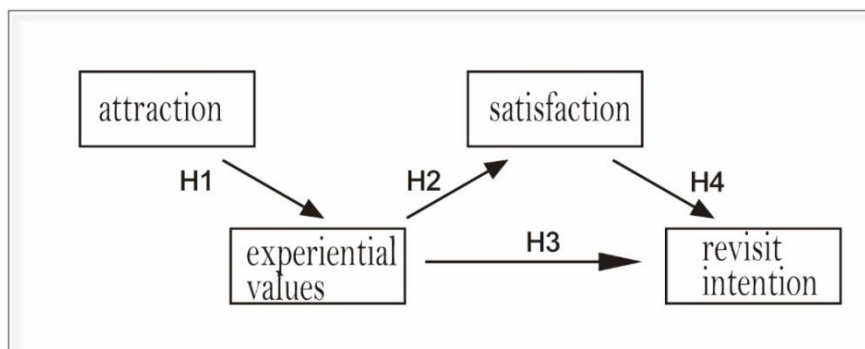 attraction
satisfaction
H1
H2
H4
experiential
values
H3
revisit
intention